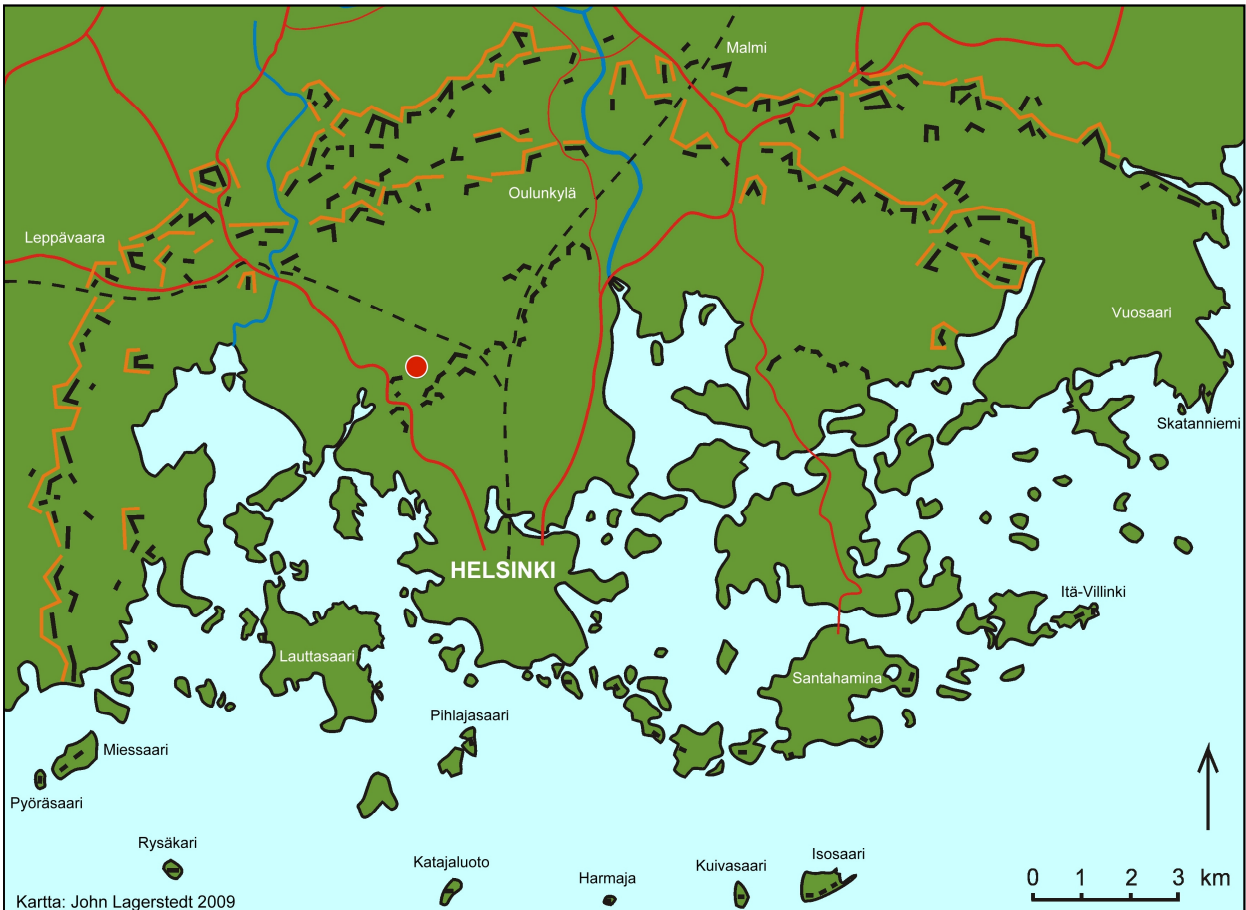 Malmi
Oulunkylä
Leppävaara
Vuosaari
Skatanniemi
HELSINKI
Itä-Villinki
Lauttasaari
Santahamina
Pihlajasaari
Miessaari
Pyöräsaari
Rysäkari
Katajaluoto
Harmaja
Kuivasaari
Isosaari
0 1 2 3 km
Kartta: John Lagerstedt 2009